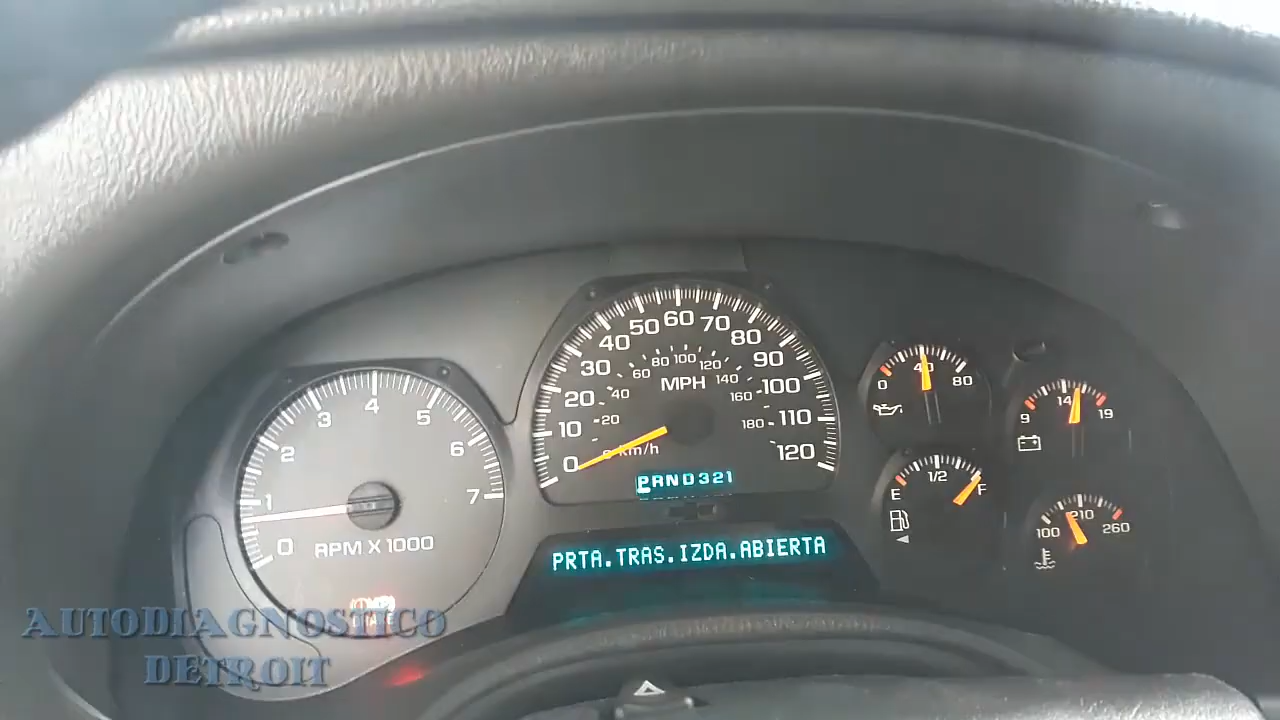 0 1 2 3 4 5 6 7
RPM X 1000
BRAKE
0 10 20 30 40 50 60 70 80 90 100 110 120
MPH
0 20 40 60 80 100 120 140 160 180
km/h
PRND321
PRTA.TRAS.IZDA.ABIERTA
0 40 80
9 14 19
E 1/2 F
100 210 260
AUTODIAGNOSTICO
DETROIT